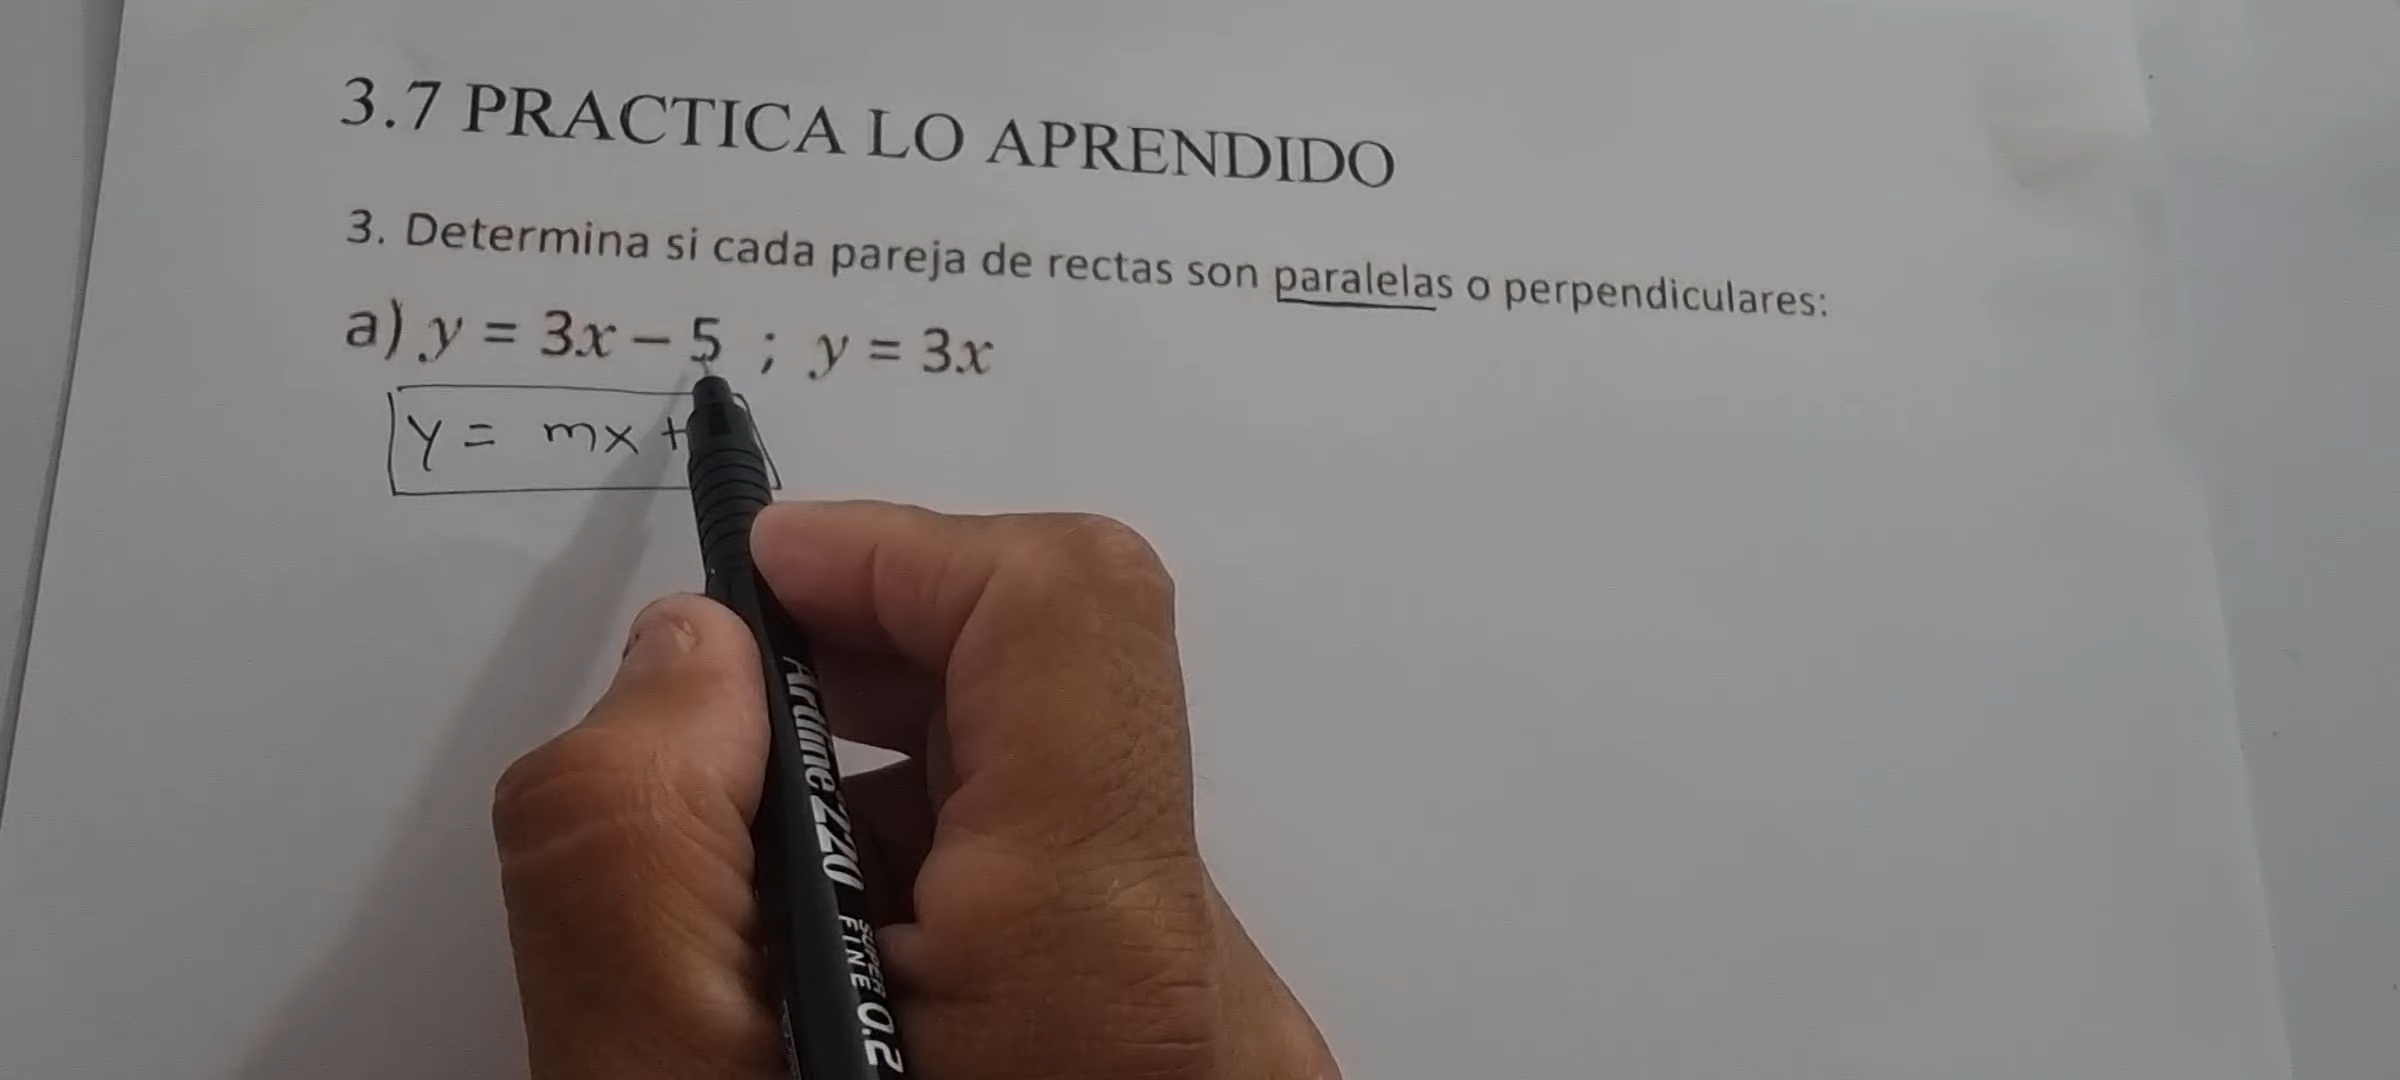 3.7 PRACTICA LO APRENDIDO
3. Determina si cada pareja de rectas son paralelas o perpendiculares:
a) y = 3x – 5 ; y = 3x
y = mx +
Artline 220 SUPER FINE 0.2